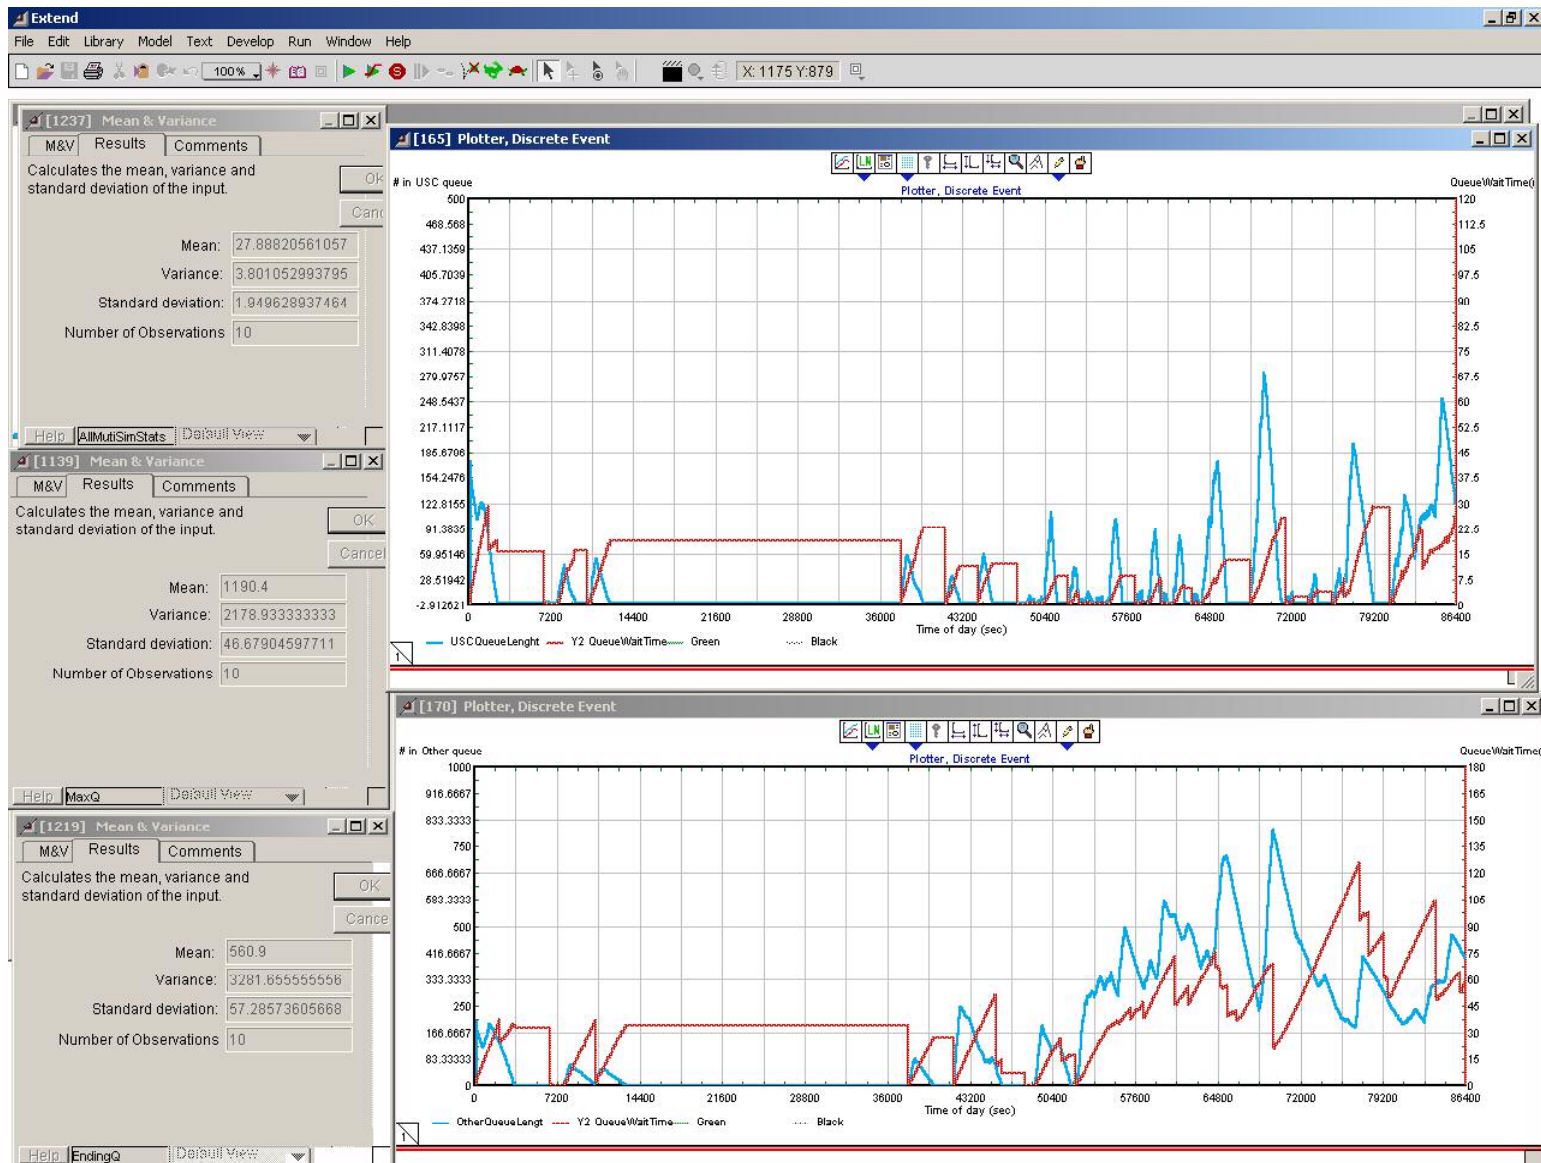 Extend
File Edit Library Model Text Develop Run Window Help
100% X: 1175 Y:879
[1237] Mean & Variance
M&V Results Comments
Calculates the mean, variance and
standard deviation of the input.
OK
Canc
Mean: 27.88820561057
Variance: 3.801052993795
Standard deviation: 1.949628937464
Number of Observations 10
Help AllMutiSimStats Default View
[1139] Mean & Variance
M&V Results Comments
Calculates the mean, variance and
standard deviation of the input.
OK
Cancel
Mean: 1190.4
Variance: 2178.933333333
Standard deviation: 46.67904597711
Number of Observations 10
Help MaxQ Default View
[1219] Mean & Variance
M&V Results Comments
Calculates the mean, variance and
standard deviation of the input.
OK
Cance
Mean: 560.9
Variance: 3281.655555556
Standard deviation: 57.28573605668
Number of Observations 10
Help EndingQ Default View
[165] Plotter, Discrete Event
# in USC queue
Plotter, Discrete Event
QueueWaitTime(
500 120
468.568 112.5
437.1359 105
405.7039 97.5
374.2718 90
342.8398 82.5
311.4078 75
279.9757 67.5
248.5437 60
217.1117 52.5
185.6796 45
154.2476 37.5
122.8155 30
91.3835 22.5
59.95146 15
28.51942 7.5
-2.912621 0
0 7200 14400 21600 28800 36000 43200 50400 57600 64800 72000 79200 86400
Time of day (sec)
USCQueueLenght Y2 QueueWaitTime Green Black
1
[170] Plotter, Discrete Event
# in Other queue
Plotter, Discrete Event
QueueWaitTime(
1000 180
916.6667 165
833.3333 150
750 135
666.6667 120
583.3333 105
500 90
416.6667 75
333.3333 60
250 45
166.6667 30
83.33333 15
0 0
0 7200 14400 21600 28800 36000 43200 50400 57600 64800 72000 79200 86400
Time of day (sec)
OtherQueueLengt Y2 QueueWaitTime Green Black
1